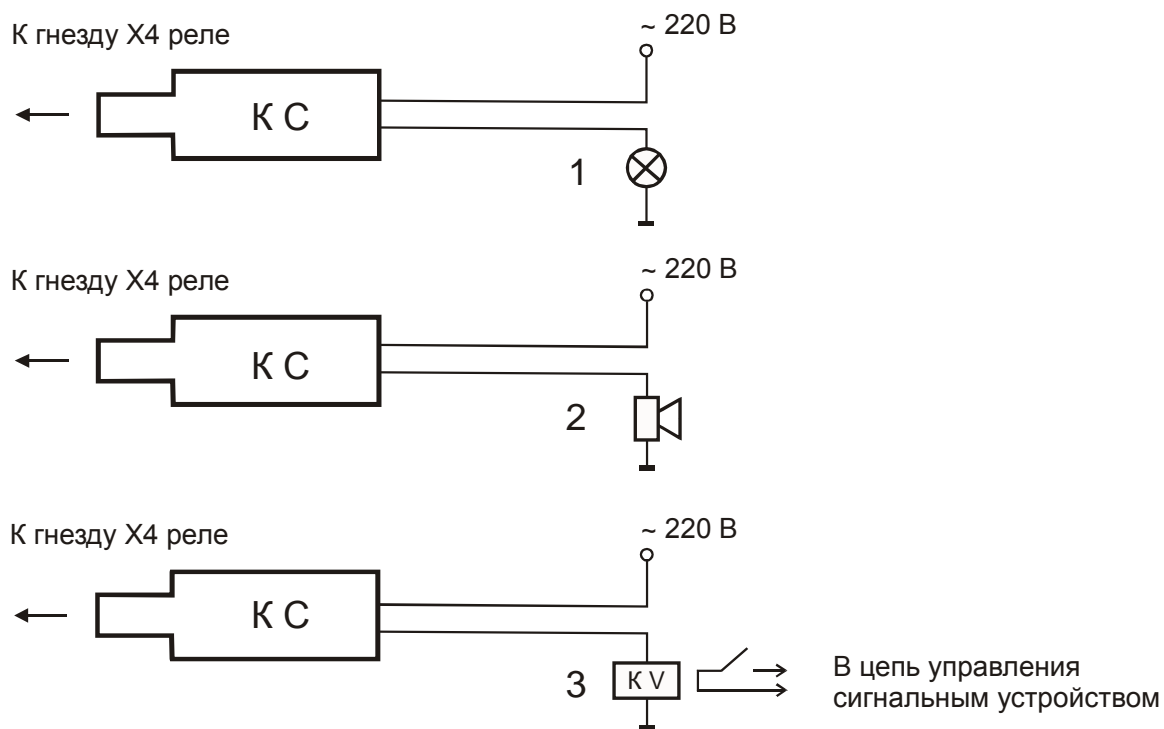 К гнезду Х4 реле
~ 220 В
К С
1
К гнезду Х4 реле
~ 220 В
К С
2
К гнезду Х4 реле
~ 220 В
К С
3
К V
В цепь управления
сигнальным устройством